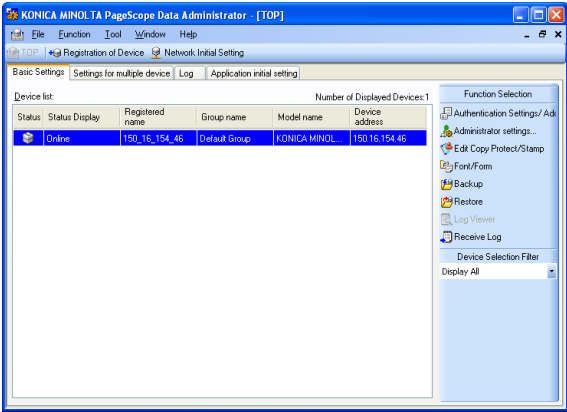 KONICA MINOLTA PageScope Data Administrator - [TOP]
File Function Tool Window Help
TOP Registration of Device Network Initial Setting
Basic Settings Settings for multiple device Log Application initial setting
Device list: Number of Displayed Devices:1
Status Status Display Registered name Group name Model name Device address
Online 150_16_154_46 Default Group KONICA MINOL... 150.16.154.46
Function Selection
Authentication Settings/
Administrator settings...
Edit Copy Protect/Stamp
Font/Form
Backup
Restore
Log Viewer
Receive Log
Device Selection Filter
Display All